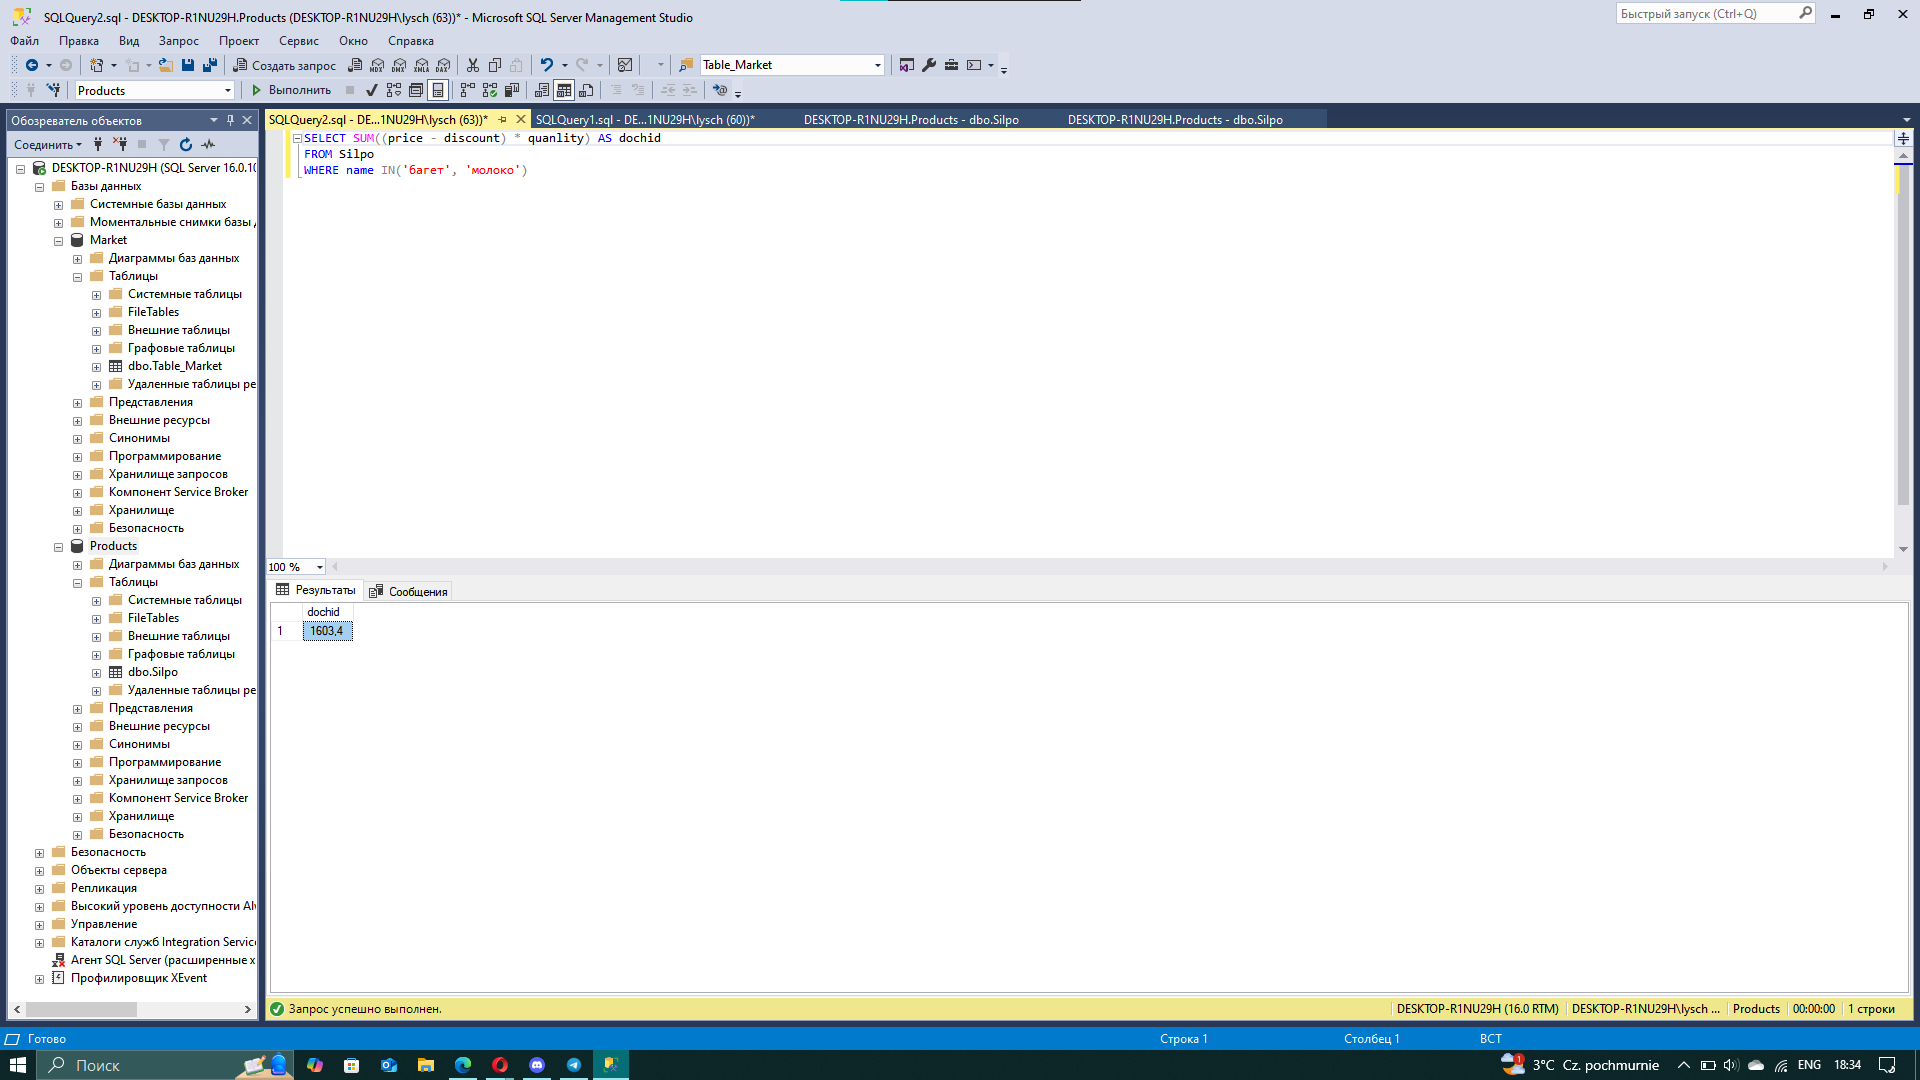 SQLQuery2.sql - DESKTOP-R1NU29H.Products (DESKTOP-R1NU29H\lysch (63))* - Microsoft SQL Server Management Studio
Быстрый запуск (Ctrl+Q)
Файл Правка Вид Запрос Проект Сервис Окно Справка
Создать запрос MDX DMX XMLA DAX Table_Market
Products Выполнить
Обозреватель объектов
Соединить
DESKTOP-R1NU29H (SQL Server 16.0.10
Базы данных
Системные базы данных
Моментальные снимки базы
Market
Диаграммы баз данных
Таблицы
Системные таблицы
FileTables
Внешние таблицы
Графовые таблицы
dbo.Table_Market
Удаленные таблицы ре
Представления
Внешние ресурсы
Синонимы
Программирование
Хранилище запросов
Компонент Service Broker
Хранилище
Безопасность
Products
Диаграммы баз данных
Таблицы
Системные таблицы
FileTables
Внешние таблицы
Графовые таблицы
dbo.Silpo
Удаленные таблицы ре
Представления
Внешние ресурсы
Синонимы
Программирование
Хранилище запросов
Компонент Service Broker
Хранилище
Безопасность
Безопасность
Объекты сервера
Репликация
Высокий уровень доступности Al
Управление
Каталоги служб Integration Servic
Агент SQL Server (расширенные х
Профилировщик XEvent
SQLQuery2.sql - DE...1NU29H\lysch (63))* SQLQuery1.sql - DE...1NU29H\lysch (60))* DESKTOP-R1NU29H.Products - dbo.Silpo DESKTOP-R1NU29H.Products - dbo.Silpo
SELECT SUM((price - discount) * quanlity) AS dochid
FROM Silpo
WHERE name IN('багет', 'молоко')
100 %
Результаты Сообщения
dochid
1 1603,4
Запрос успешно выполнен. DESKTOP-R1NU29H (16.0 RTM) DESKTOP-R1NU29H\lysch ... Products 00:00:00 1 строки
Готово Строка 1 Столбец 1 ВСТ
Поиск 1 3°C Cz. pochmurnie ENG 18:34